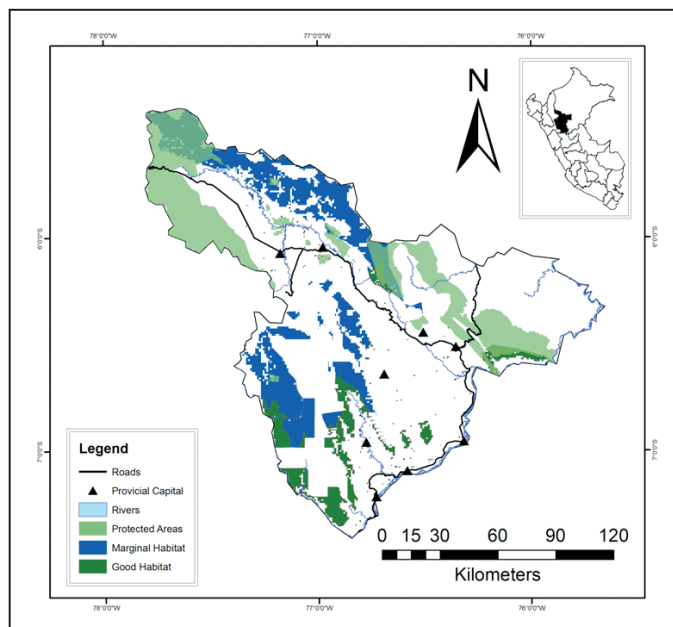 78°0'0"W 77°0'0"W 76°0'0"W
N
6°0'0"S 6°0'0"S
7°0'0"S 7°0'0"S
Legend
Roads
Provicial Capital
Rivers
Protected Areas
Marginal Habitat
Good Habitat
0 15 30 60 90 120
Kilometers
78°0'0"W 77°0'0"W 76°0'0"W